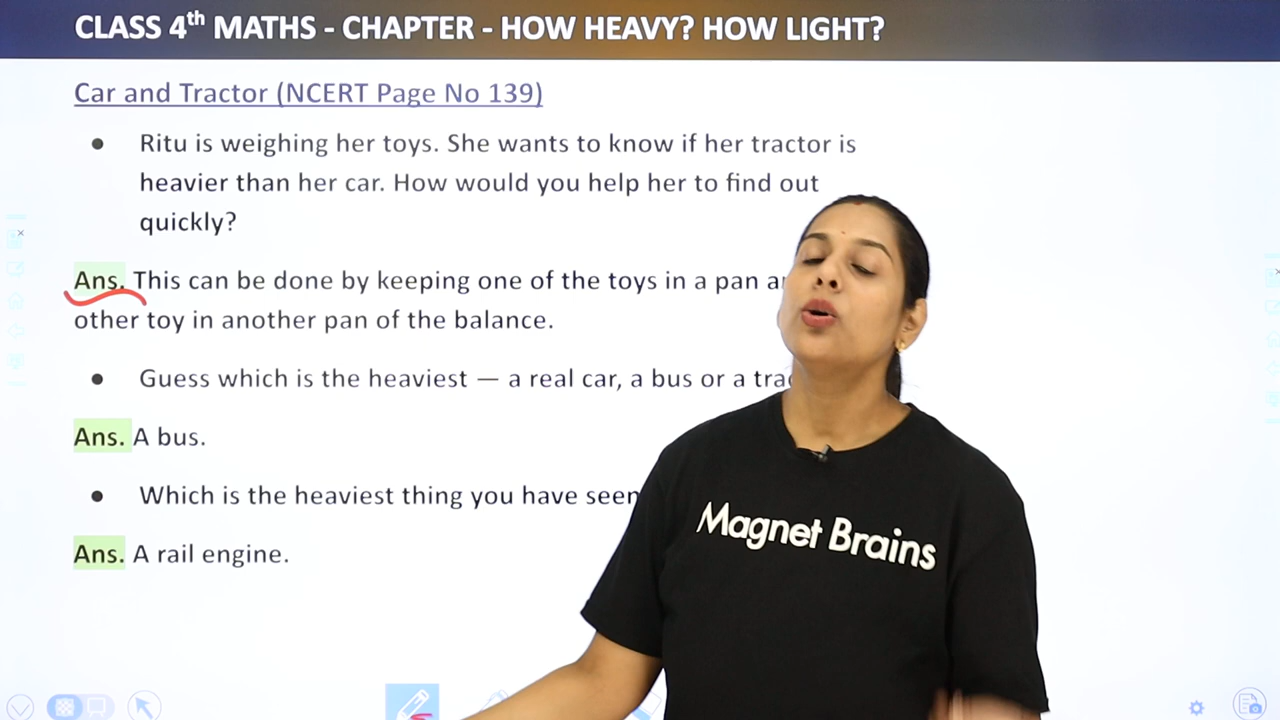 CLASS 4th MATHS - CHAPTER - HOW HEAVY? HOW LIGHT?
Car and Tractor (NCERT Page No 139)
● Ritu is weighing her toys. She wants to know if her tractor is
heavier than her car. How would you help her to find out
quickly?
Ans. This can be done by keeping one of the toys in a pan
other toy in another pan of the balance.
● Guess which is the heaviest — a real car, a bus or a
Ans. A bus.
● Which is the heaviest thing you have seen
Ans. A rail engine.
Magnet Brains